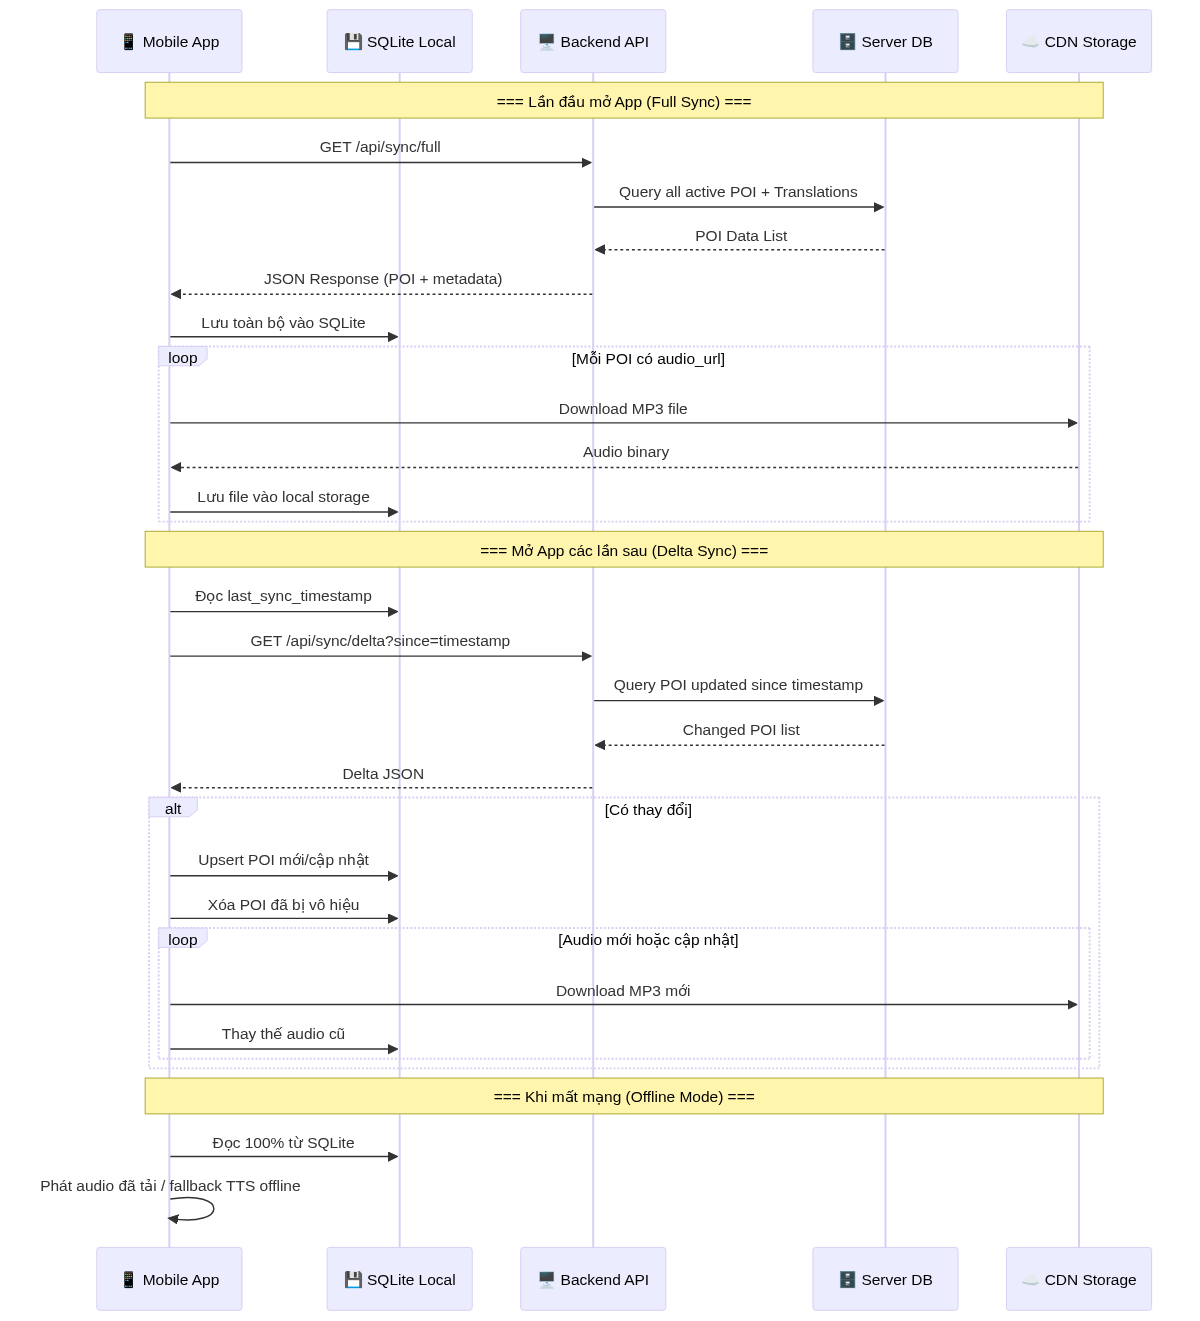 📱 Mobile App
💾 SQLite Local
🖥️ Backend API
🗄️ Server DB
☁️ CDN Storage
=== Lần đầu mở App (Full Sync) ===
GET /api/sync/full
Query all active POI + Translations
POI Data List
JSON Response (POI + metadata)
Lưu toàn bộ vào SQLite
loop
[Mỗi POI có audio_url]
Download MP3 file
Audio binary
Lưu file vào local storage
=== Mở App các lần sau (Delta Sync) ===
Đọc last_sync_timestamp
GET /api/sync/delta?since=timestamp
Query POI updated since timestamp
Changed POI list
Delta JSON
alt
[Có thay đổi]
Upsert POI mới/cập nhật
Xóa POI đã bị vô hiệu
loop
[Audio mới hoặc cập nhật]
Download MP3 mới
Thay thế audio cũ
=== Khi mất mạng (Offline Mode) ===
Đọc 100% từ SQLite
Phát audio đã tải / fallback TTS offline
📱 Mobile App
💾 SQLite Local
🖥️ Backend API
🗄️ Server DB
☁️ CDN Storage